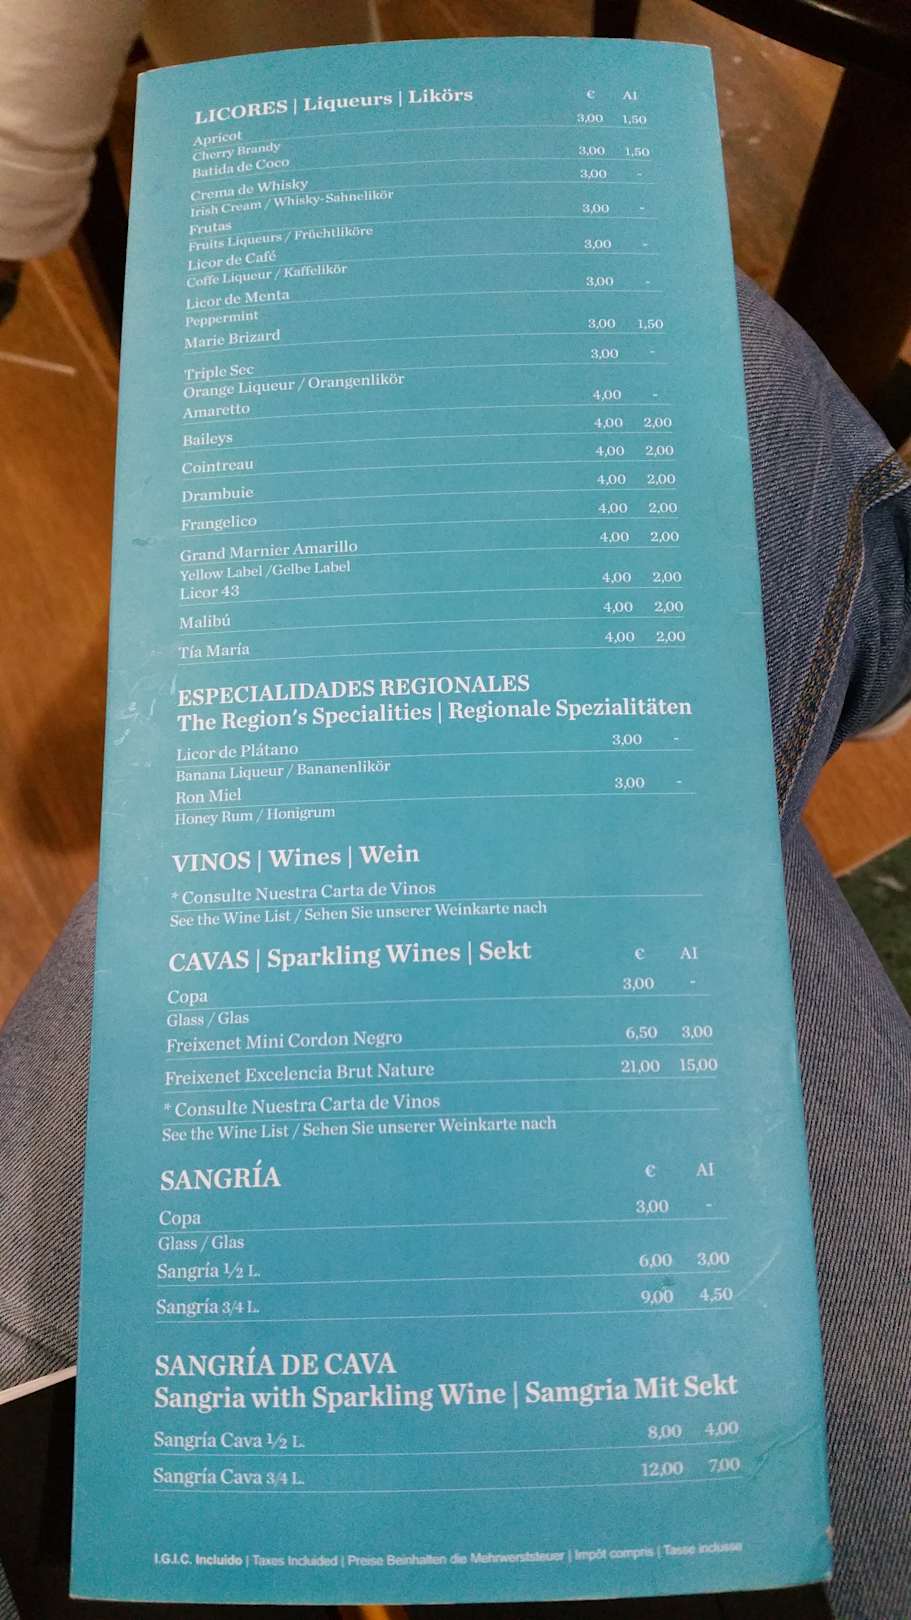 LICORES | Liqueurs | Likörs € AI
Apricot 3,00 1,50
Cherry Brandy
Batida de Coco 3,00 1,50
Crema de Whisky 3,00 -
Irish Cream / Whisky-Sahnelikör
Frutas 3,00 -
Fruits Liqueurs / Früchtliköre
Licor de Café 3,00 -
Coffe Liqueur / Kaffelikör
Licor de Menta 3,00 -
Peppermint
Marie Brizard 3,00 1,50
Triple Sec 3,00 -
Orange Liqueur / Orangenlikör
Amaretto 4,00 -
Baileys 4,00 2,00
Cointreau 4,00 2,00
Drambuie 4,00 2,00
Frangelico 4,00 2,00
Grand Marnier Amarillo 4,00 2,00
Yellow Label /Gelbe Label
Licor 43 4,00 2,00
Malibú 4,00 2,00
Tía María 4,00 2,00
ESPECIALIDADES REGIONALES
The Region's Specialities | Regionale Spezialitäten
Licor de Plátano 3,00 -
Banana Liqueur / Bananenlikör
Ron Miel 3,00 -
Honey Rum / Honigrum
VINOS | Wines | Wein
* Consulte Nuestra Carta de Vinos
See the Wine List / Sehen Sie unserer Weinkarte nach
CAVAS | Sparkling Wines | Sekt € AI
Copa 3,00 -
Glass / Glas
Freixenet Mini Cordon Negro 6,50 3,00
Freixenet Excelencia Brut Nature 21,00 15,00
* Consulte Nuestra Carta de Vinos
See the Wine List / Sehen Sie unserer Weinkarte nach
SANGRÍA € AI
Copa 3,00 -
Glass / Glas
Sangría 1/2 L. 6,00 3,00
Sangría 3/4 L. 9,00 4,50
SANGRÍA DE CAVA
Sangria with Sparkling Wine | Samgria Mit Sekt
Sangría Cava 1/2 L. 8,00 4,00
Sangría Cava 3/4 L. 12,00 7,00
I.G.I.C. Incluido | Taxes Included | Preise Beinhalten die Mehrwerststeuer | Impôt compris | Tasse inclusse